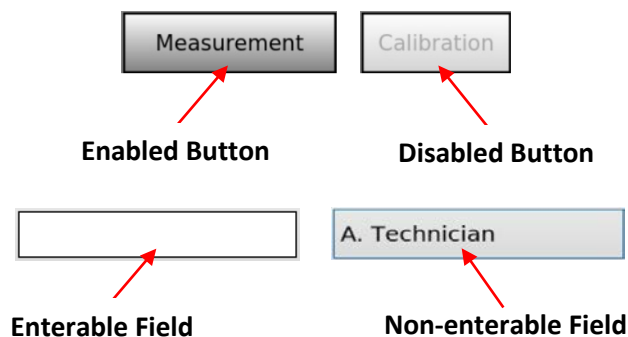 Measurement
Calibration
Enabled Button
Disabled Button
A. Technician
Enterable Field
Non-enterable Field